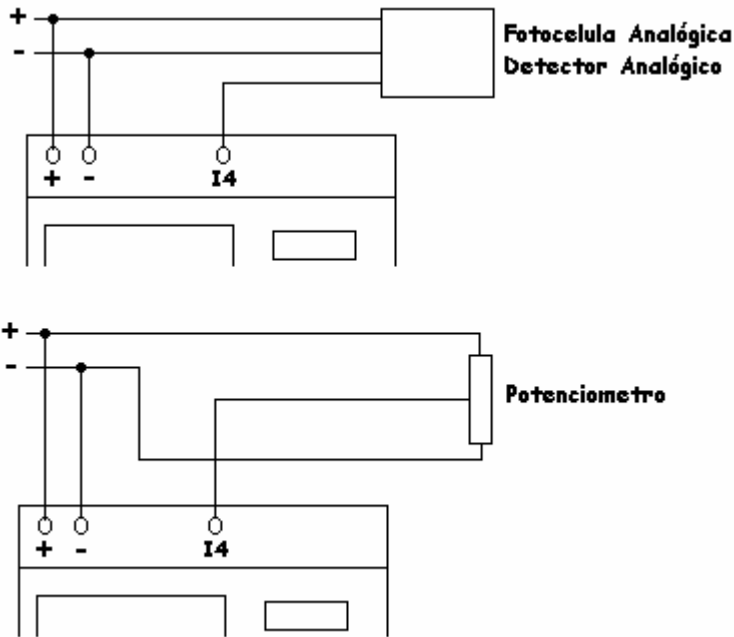 +
-
Fotocelula Analógica
Detector Analógico
+ - I4
+
-
Potenciometro
+ - I4